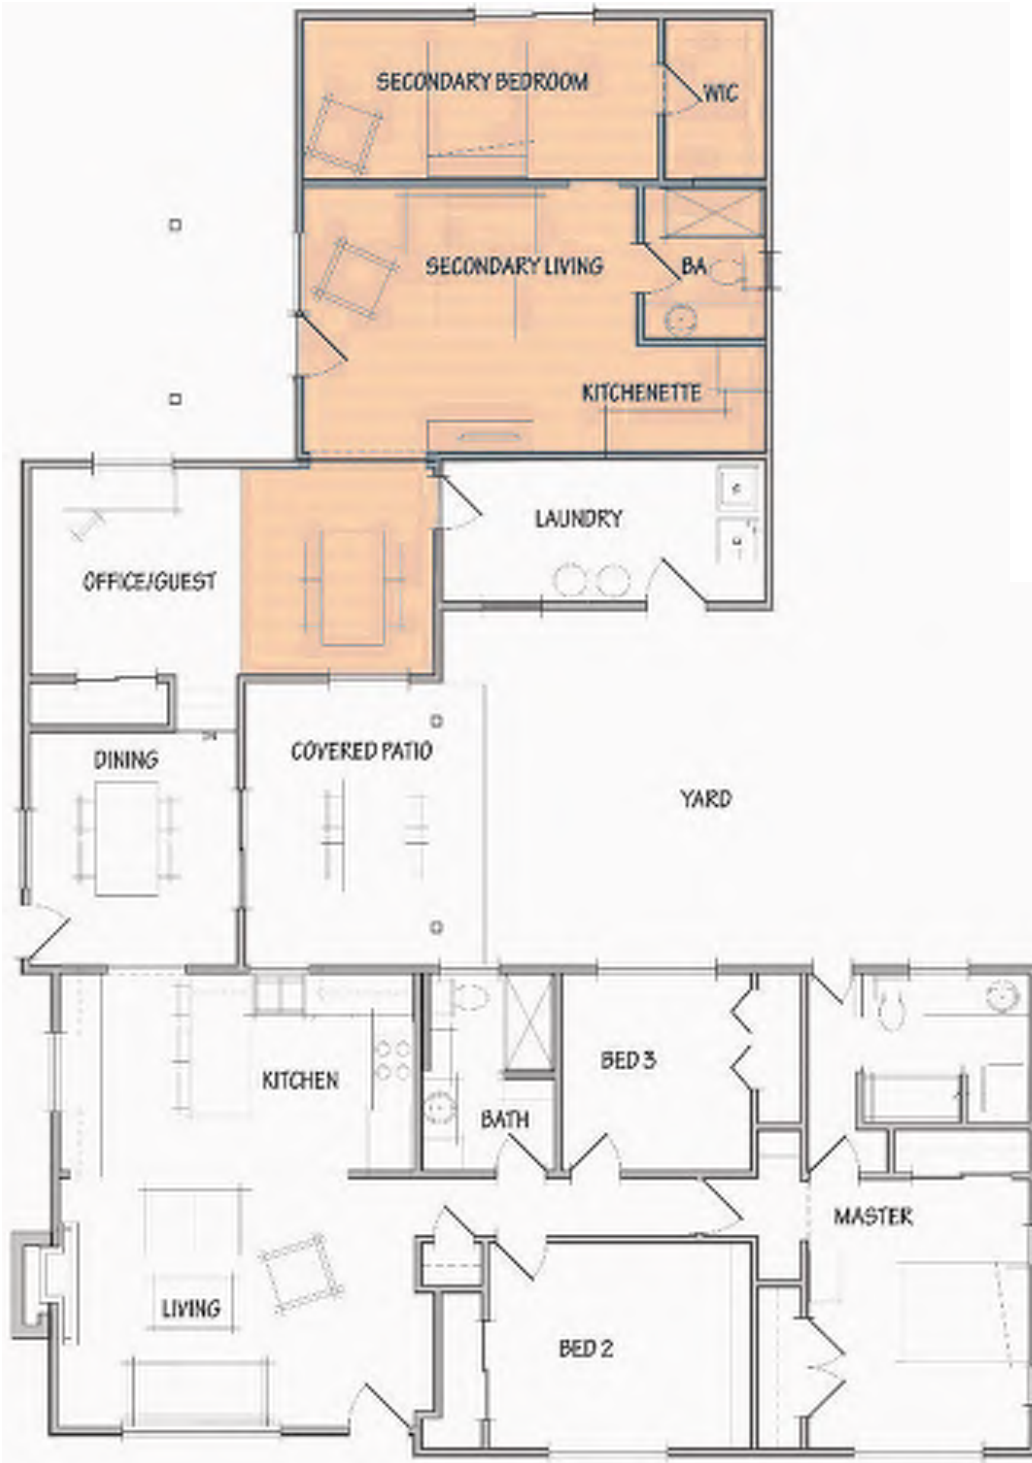 SECONDARY BEDROOM
WIC
SECONDARY LIVING
BA
KITCHENETTE
LAUNDRY
OFFICE/GUEST
DINING
COVERED PATIO
YARD
KITCHEN
BED 3
BATH
MASTER
LIVING
BED 2